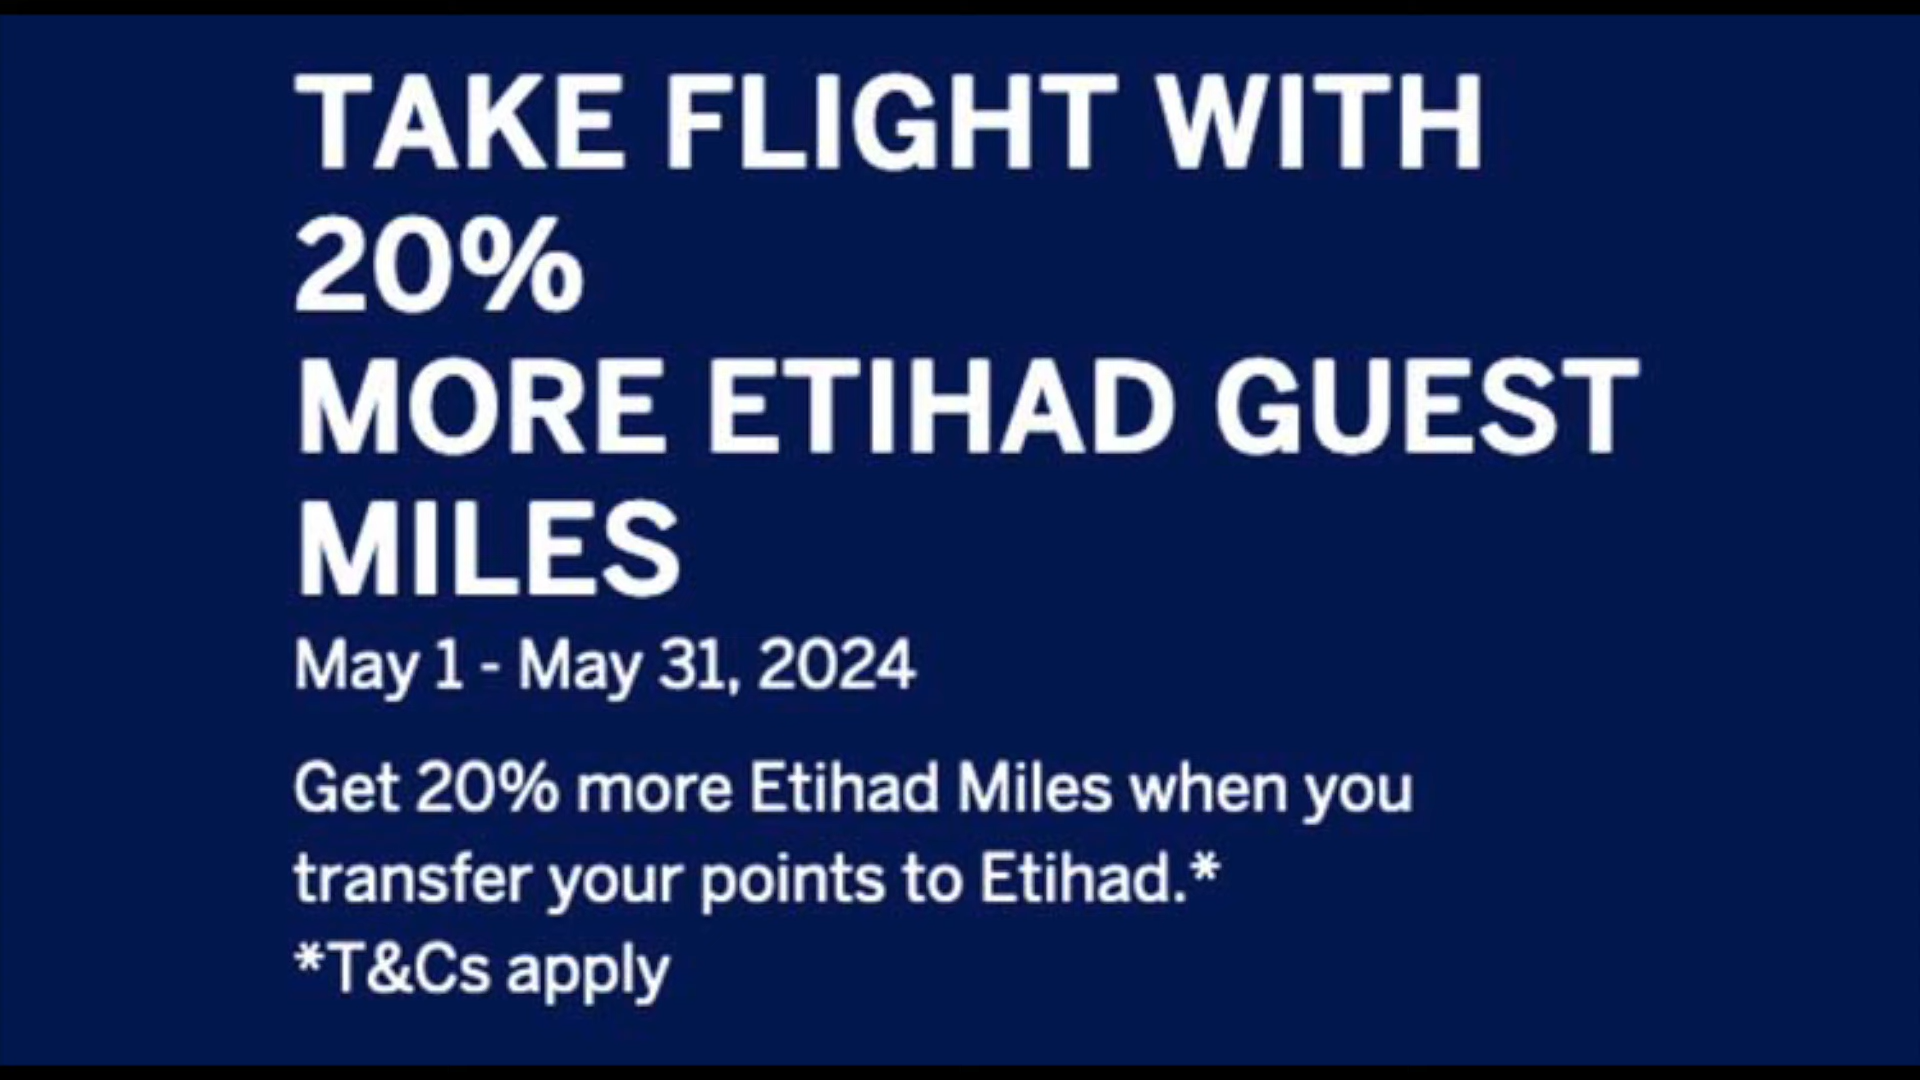 TAKE FLIGHT WITH
20%
MORE ETIHAD GUEST
MILES
May 1 - May 31, 2024
Get 20% more Etihad Miles when you
transfer your points to Etihad.*
*T&Cs apply